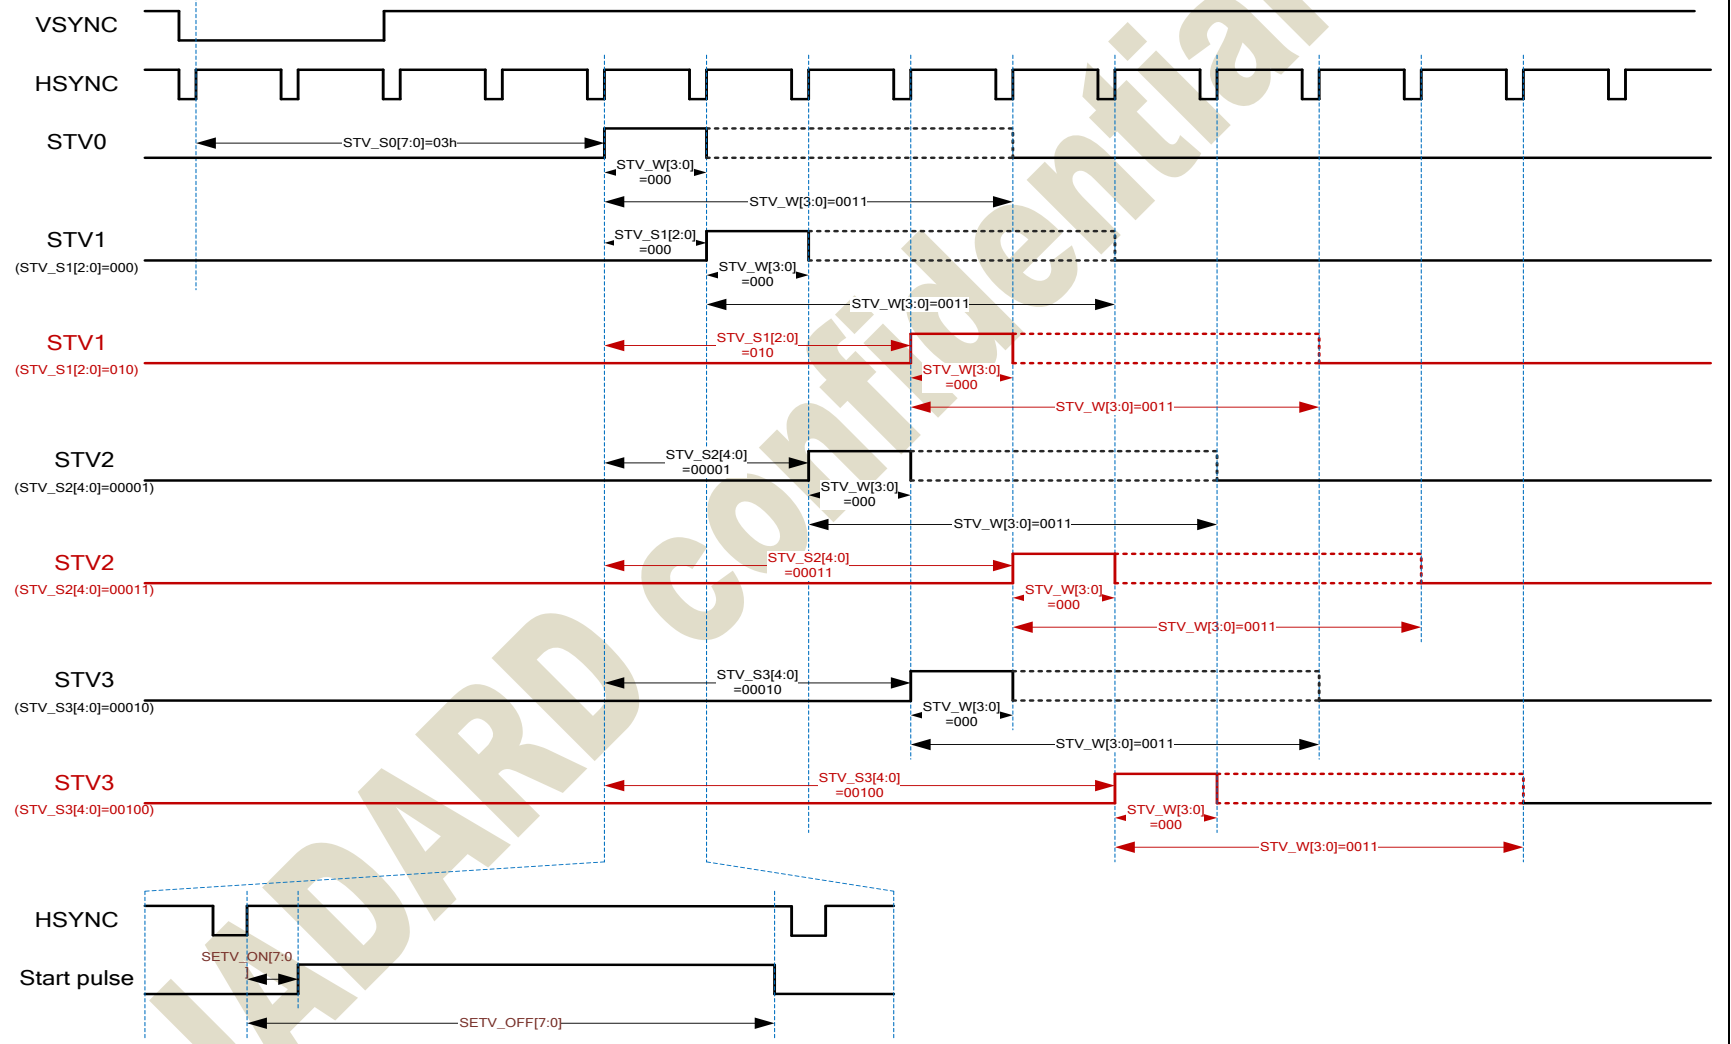 VSYNC
HSYNC
STV0
STV_S0[7:0]=03h
STV_W[3:0]
=000
STV_W[3:0]=0011
STV1
(STV_S1[2:0]=000)
STV_S1[2:0]
=000
STV_W[3:0]
=000
STV_W[3:0]=0011
STV1
(STV_S1[2:0]=010)
STV_S1[2:0]
=010
STV_W[3:0]
=000
STV_W[3:0]=0011
STV2
(STV_S2[4:0]=00001)
STV_S2[4:0]
=00001
STV_W[3:0]
=000
STV_W[3:0]=0011
STV2
(STV_S2[4:0]=00011)
STV_S2[4:0]
=00011
STV_W[3:0]
=000
STV_W[3:0]=0011
STV3
(STV_S3[4:0]=00010)
STV_S3[4:0]
=00010
STV_W[3:0]
=000
STV_W[3:0]=0011
STV3
(STV_S3[4:0]=00100)
STV_S3[4:0]
=00100
STV_W[3:0]
=000
STV_W[3:0]=0011
HSYNC
SETV_ON[7:0
]
Start pulse
SETV_OFF[7:0]
JADARD confidential